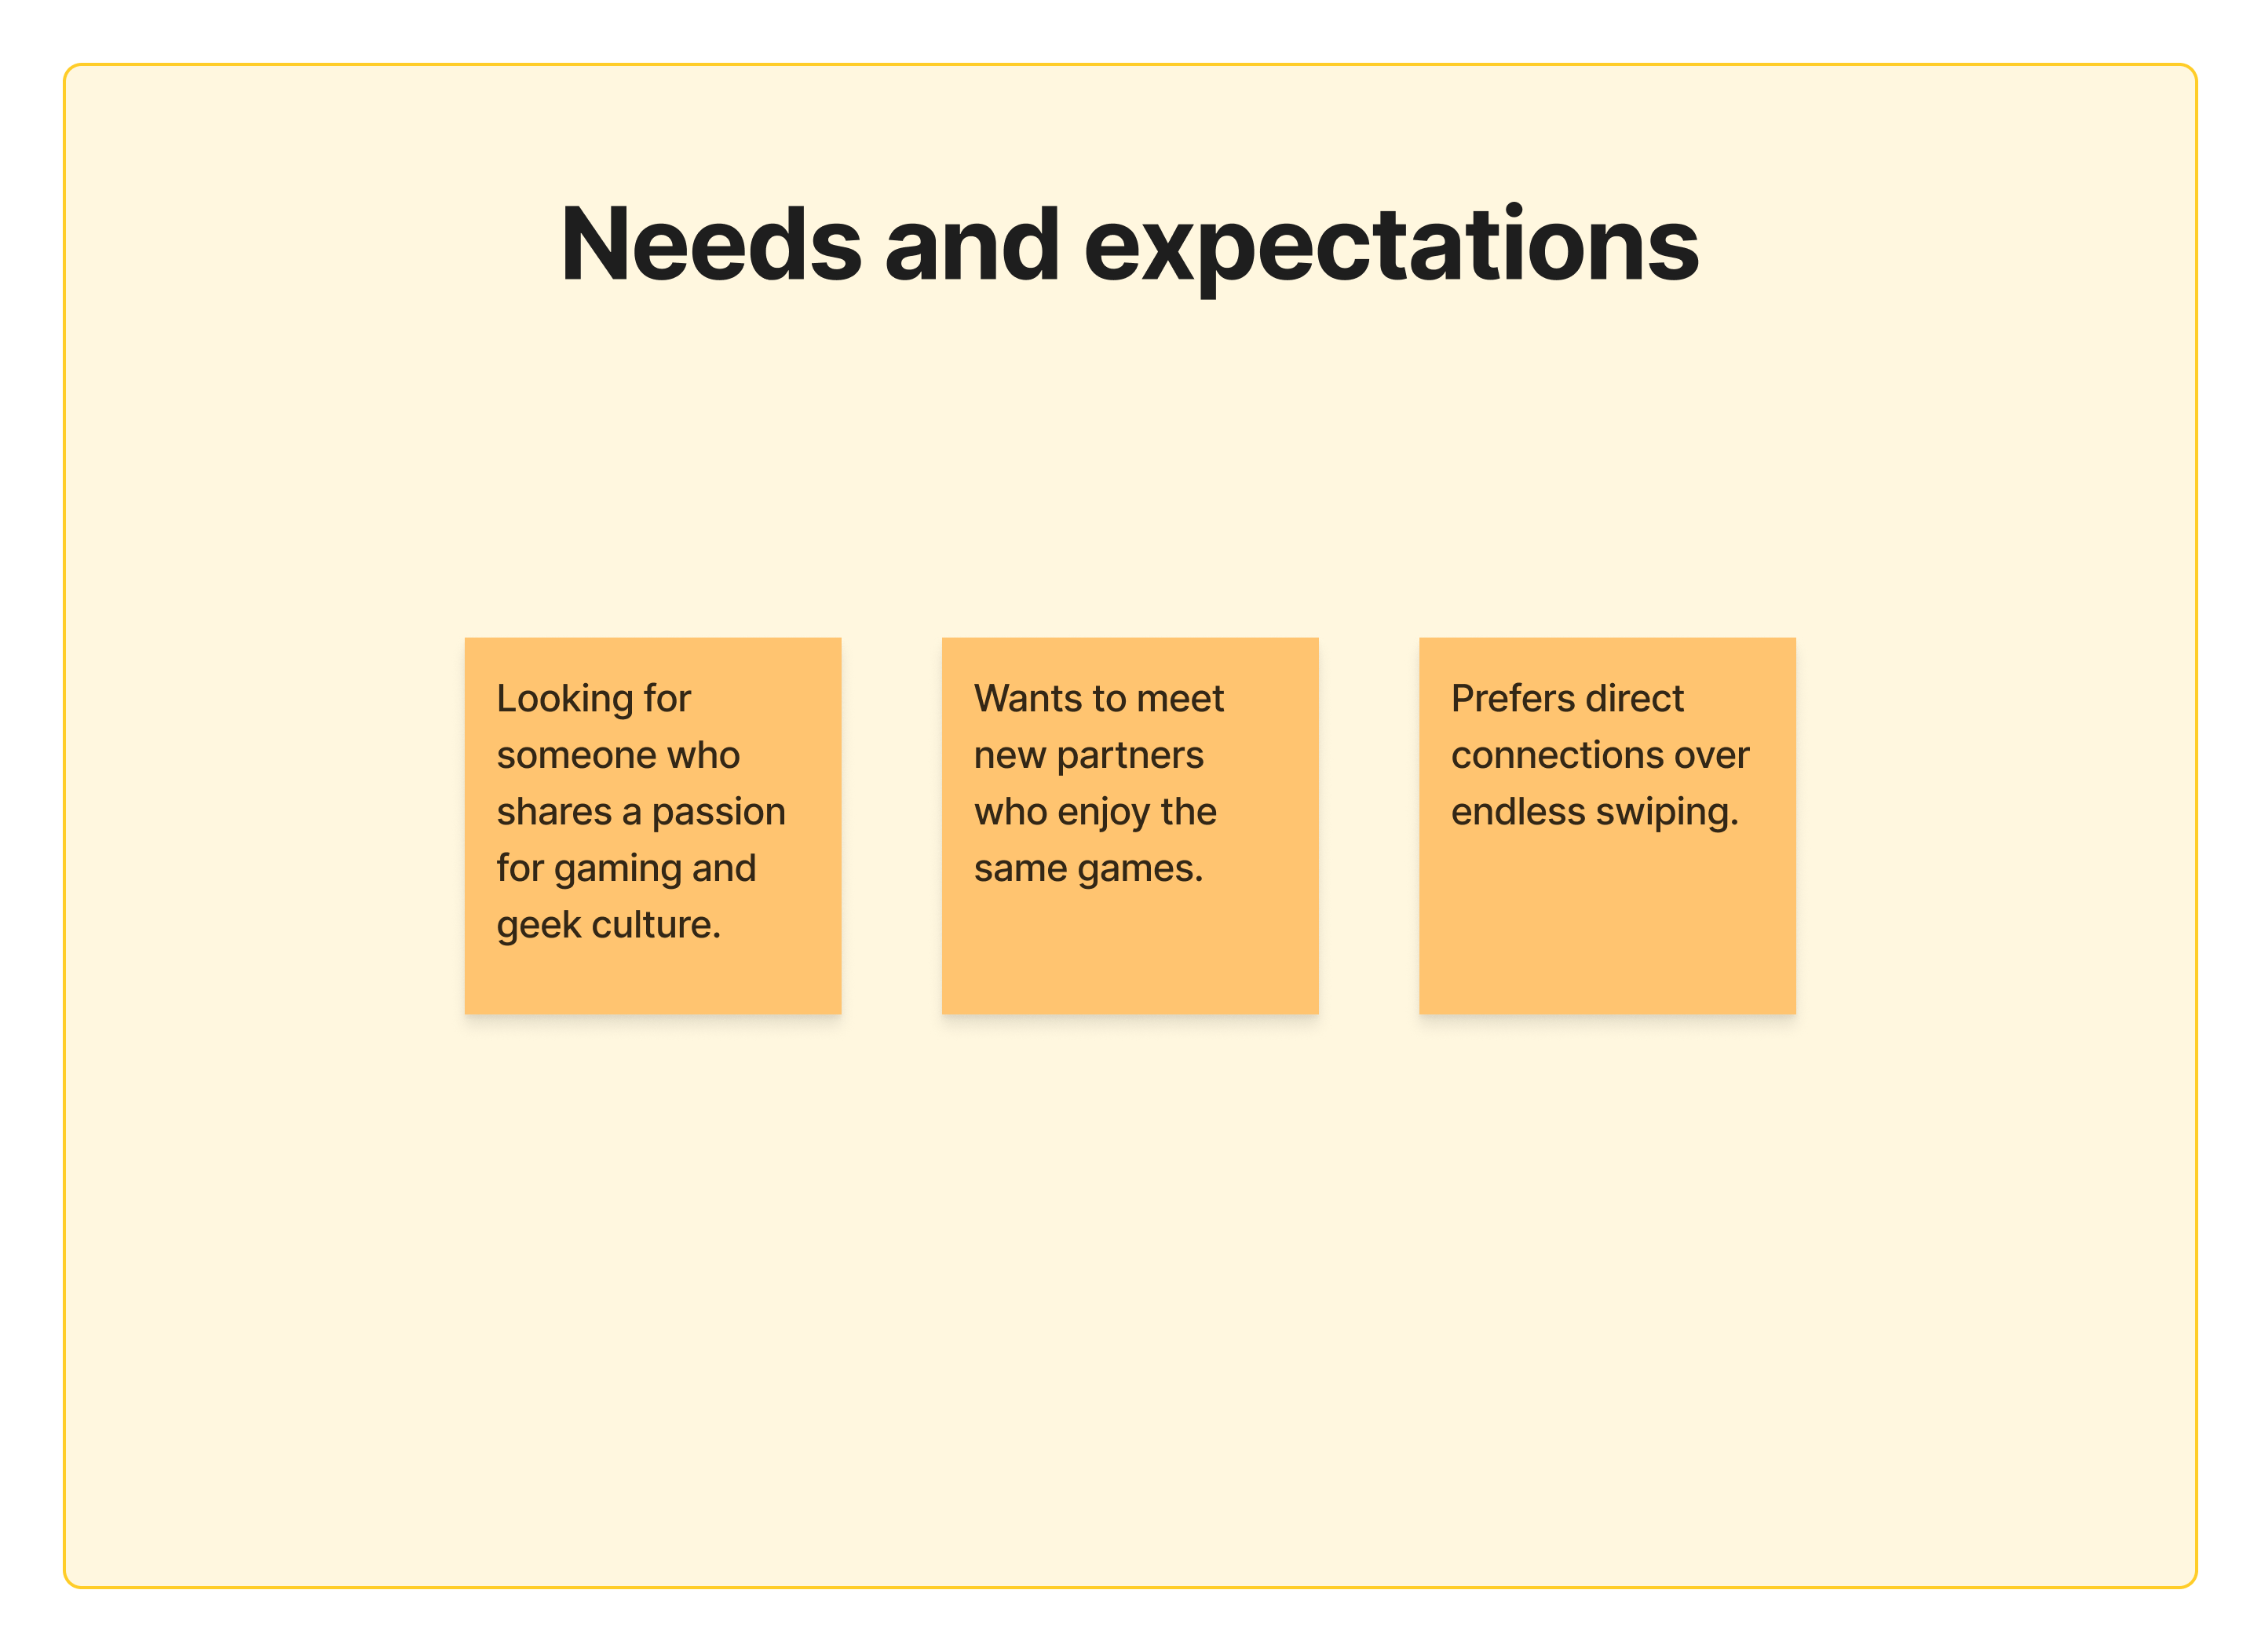 Needs and expectations
Looking for
someone who
shares a passion
for gaming and
geek culture.
Wants to meet
new partners
who enjoy the
same games.
Prefers direct
connections over
endless swiping.